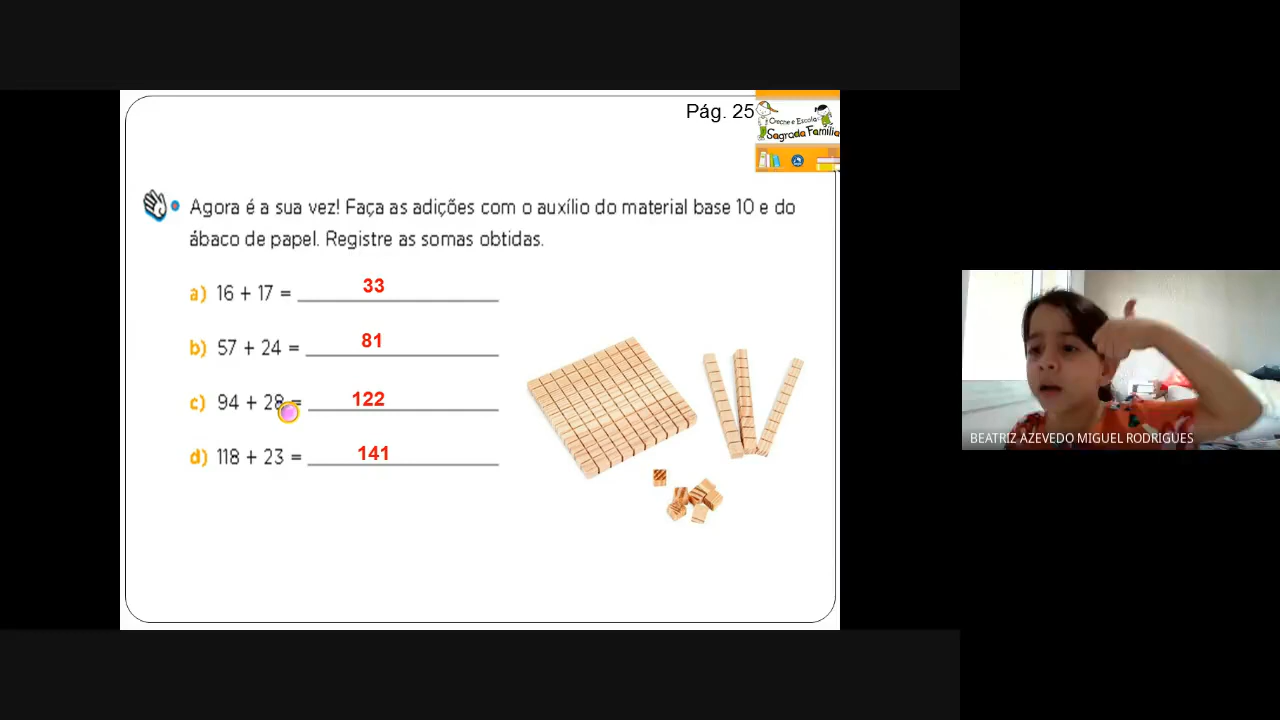 Pág. 25
Creche e Escola
Sagrada Família
Agora é a sua vez! Faça as adições com o auxílio do material base 10 e do
ábaco de papel. Registre as somas obtidas.
a) 16 + 17 = 33
b) 57 + 24 = 81
c) 94 + 28 = 122
d) 118 + 23 = 141
BEATRIZ AZEVEDO MIGUEL RODRIGUES